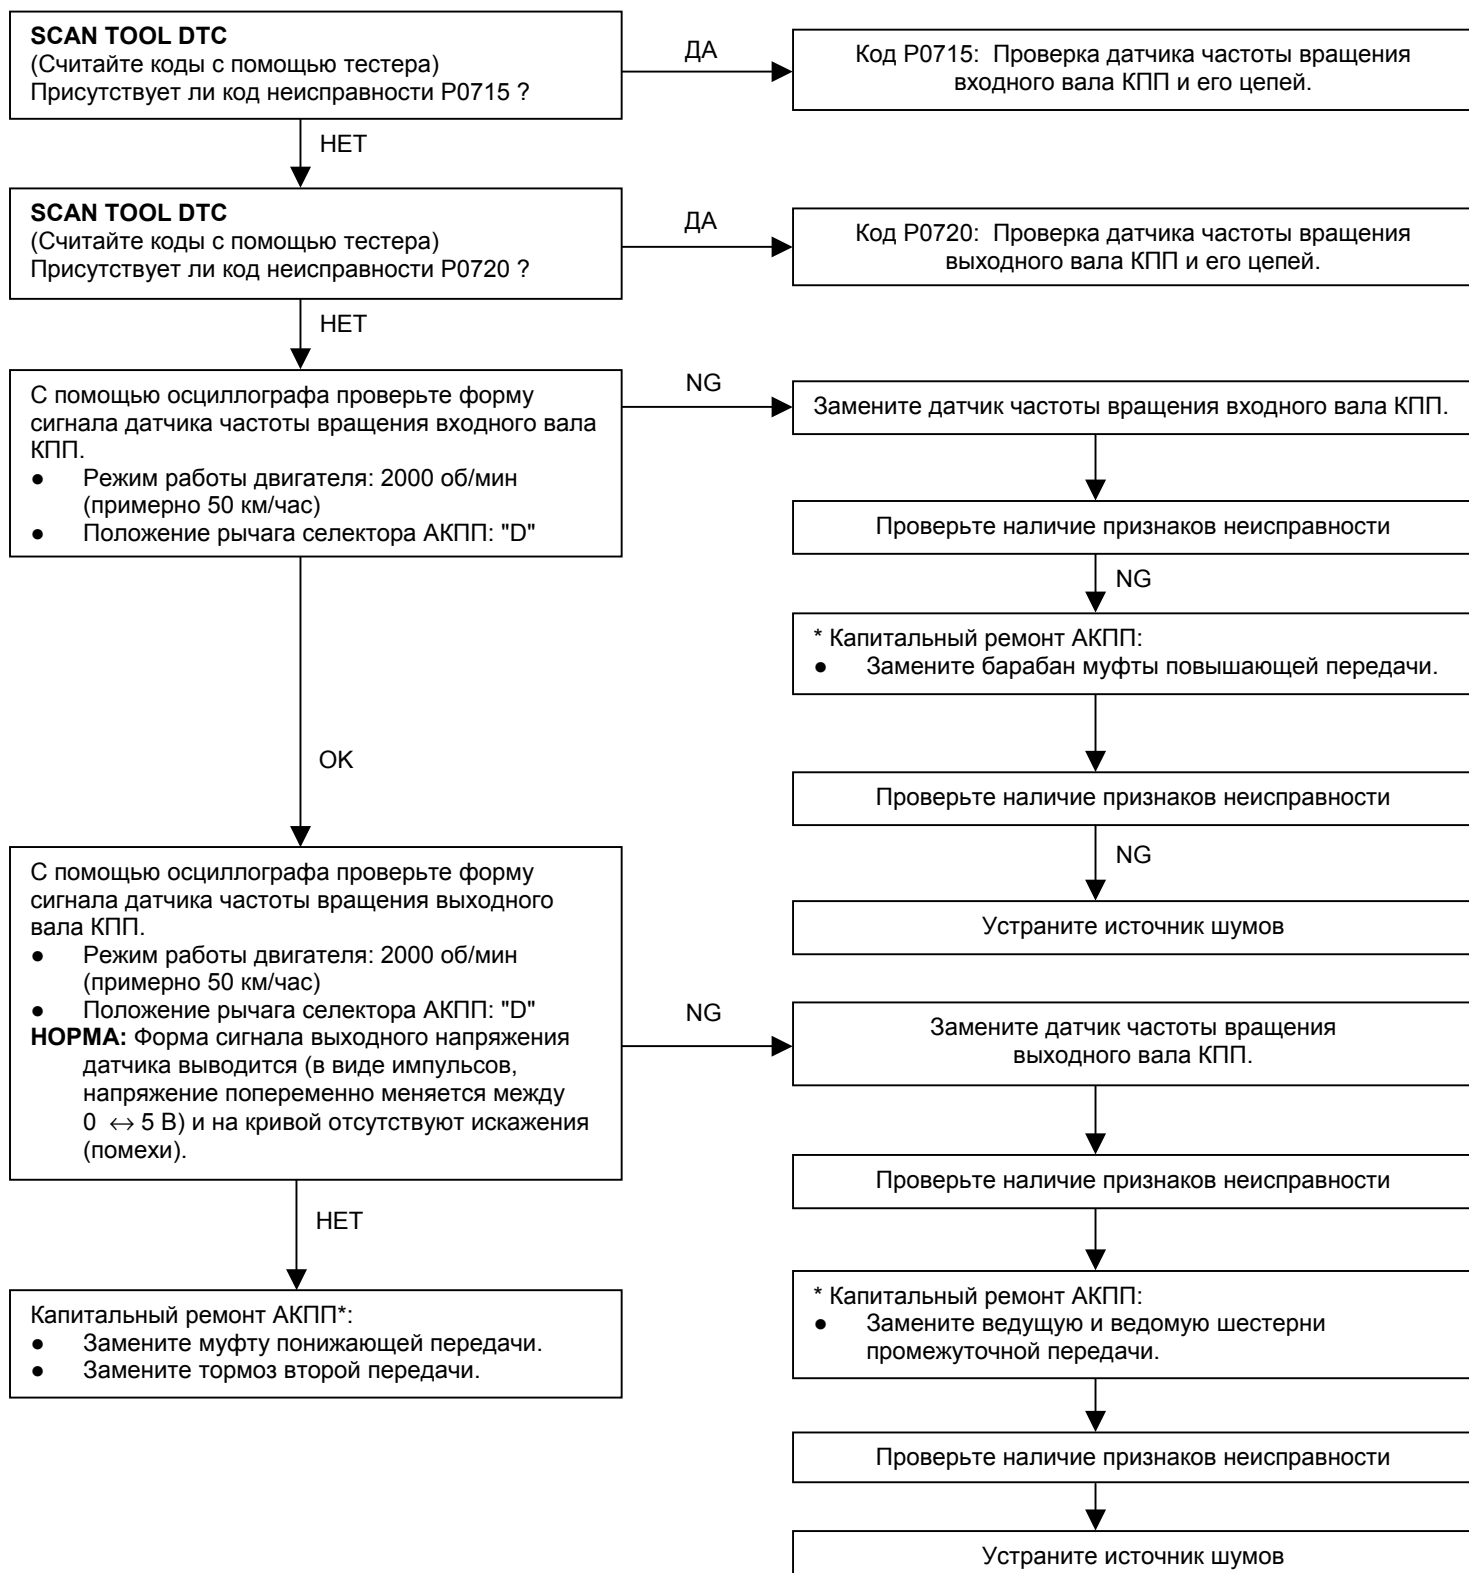 SCAN TOOL DTC
(Считайте коды с помощью тестера)
Присутствует ли код неисправности P0715 ?
ДА
Код P0715: Проверка датчика частоты вращения
входного вала КПП и его цепей.
НЕТ
SCAN TOOL DTC
(Считайте коды с помощью тестера)
Присутствует ли код неисправности P0720 ?
ДА
Код P0720: Проверка датчика частоты вращения
выходного вала КПП и его цепей.
НЕТ
С помощью осциллографа проверьте форму
сигнала датчика частоты вращения входного вала
КПП.
● Режим работы двигателя: 2000 об/мин
(примерно 50 км/час)
● Положение рычага селектора АКПП: "D"
NG
Замените датчик частоты вращения входного вала КПП.
Проверьте наличие признаков неисправности
NG
* Капитальный ремонт АКПП:
● Замените барабан муфты повышающей передачи.
Проверьте наличие признаков неисправности
NG
Устраните источник шумов
OK
С помощью осциллографа проверьте форму
сигнала датчика частоты вращения выходного
вала КПП.
● Режим работы двигателя: 2000 об/мин
(примерно 50 км/час)
● Положение рычага селектора АКПП: "D"
НОРМА: Форма сигнала выходного напряжения
датчика выводится (в виде импульсов,
напряжение попеременно меняется между
0 ↔ 5 В) и на кривой отсутствуют искажения
(помехи).
NG
Замените датчик частоты вращения
выходного вала КПП.
Проверьте наличие признаков неисправности
* Капитальный ремонт АКПП:
● Замените ведущую и ведомую шестерни
промежуточной передачи.
Проверьте наличие признаков неисправности
Устраните источник шумов
НЕТ
Капитальный ремонт АКПП*:
● Замените муфту понижающей передачи.
● Замените тормоз второй передачи.